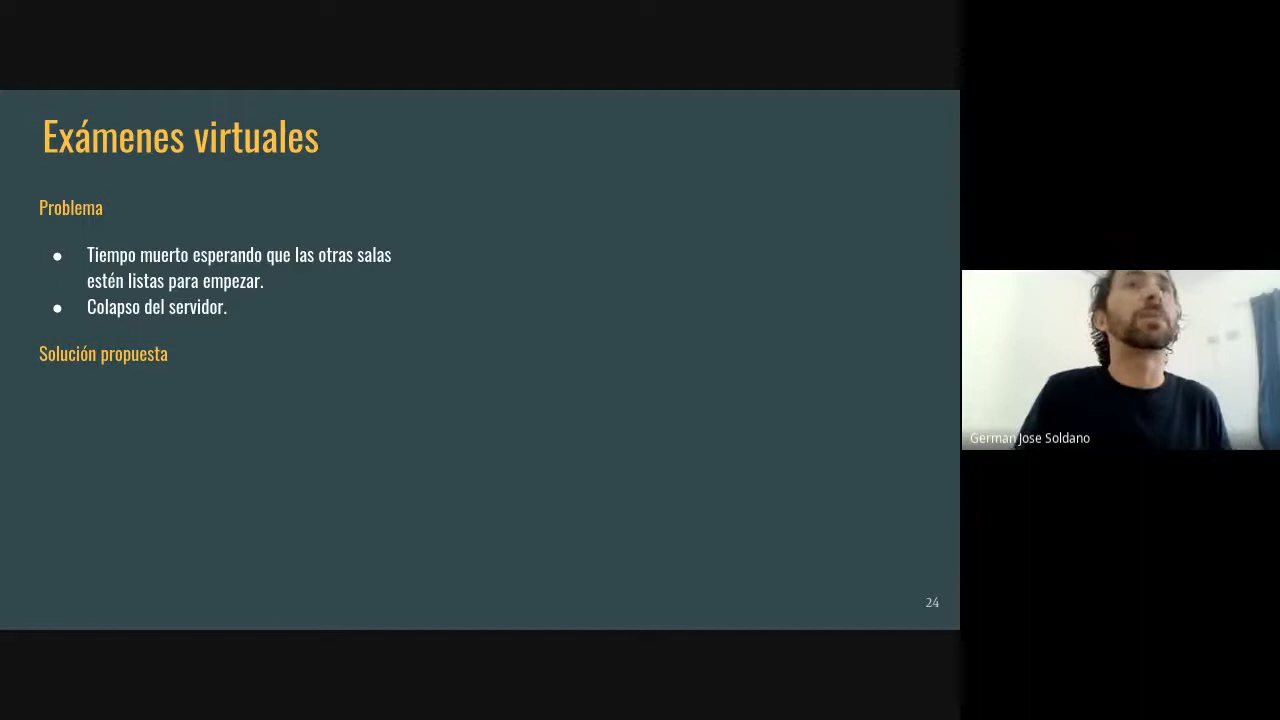 Exámenes virtuales
Problema
● Tiempo muerto esperando que las otras salas
estén listas para empezar.
● Colapso del servidor.
Solución propuesta
24
German Jose Soldano